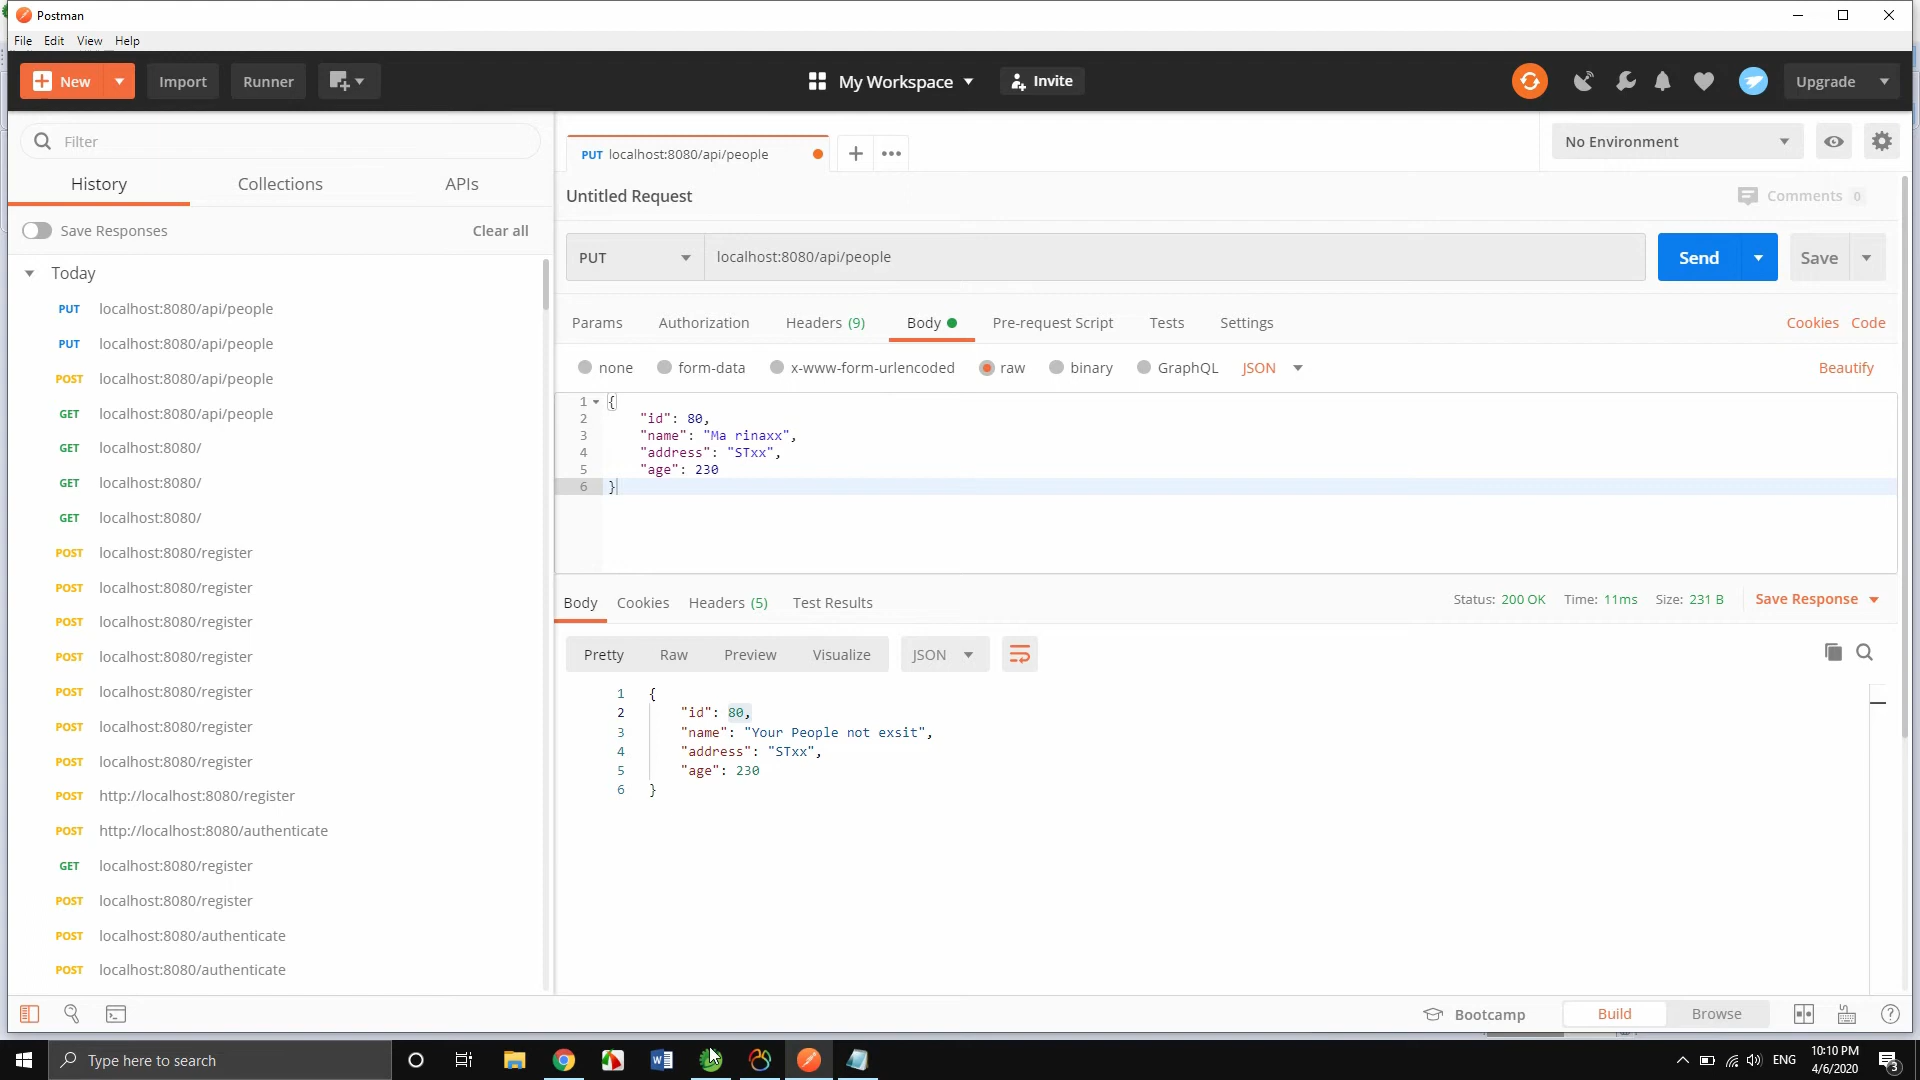 Postman
File Edit View Help
New Import Runner My Workspace Invite Upgrade
Filter
History Collections APIs
Save Responses Clear all
Today
PUT localhost:8080/api/people
PUT localhost:8080/api/people
POST localhost:8080/api/people
GET localhost:8080/api/people
GET localhost:8080/
GET localhost:8080/
GET localhost:8080/
POST localhost:8080/register
POST localhost:8080/register
POST localhost:8080/register
POST localhost:8080/register
POST localhost:8080/register
POST localhost:8080/register
POST localhost:8080/register
POST http://localhost:8080/register
POST http://localhost:8080/authenticate
GET localhost:8080/register
POST localhost:8080/register
POST localhost:8080/authenticate
POST localhost:8080/authenticate
PUT localhost:8080/api/people
No Environment
Untitled Request
Comments 0
PUT localhost:8080/api/people Send Save
Params Authorization Headers (9) Body Pre-request Script Tests Settings Cookies Code
none form-data x-www-form-urlencoded raw binary GraphQL JSON Beautify
1 {
2 "id": 80,
3 "name": "Ma rinaxx",
4 "address": "STxx",
5 "age": 230
6 }
Body Cookies Headers (5) Test Results Status: 200 OK Time: 11ms Size: 231 B Save Response
Pretty Raw Preview Visualize JSON
1 {
2 "id": 80,
3 "name": "Your People not exsit",
4 "address": "STxx",
5 "age": 230
6 }
Bootcamp Build Browse
Type here to search
ENG
10:10 PM
4/6/2020
3